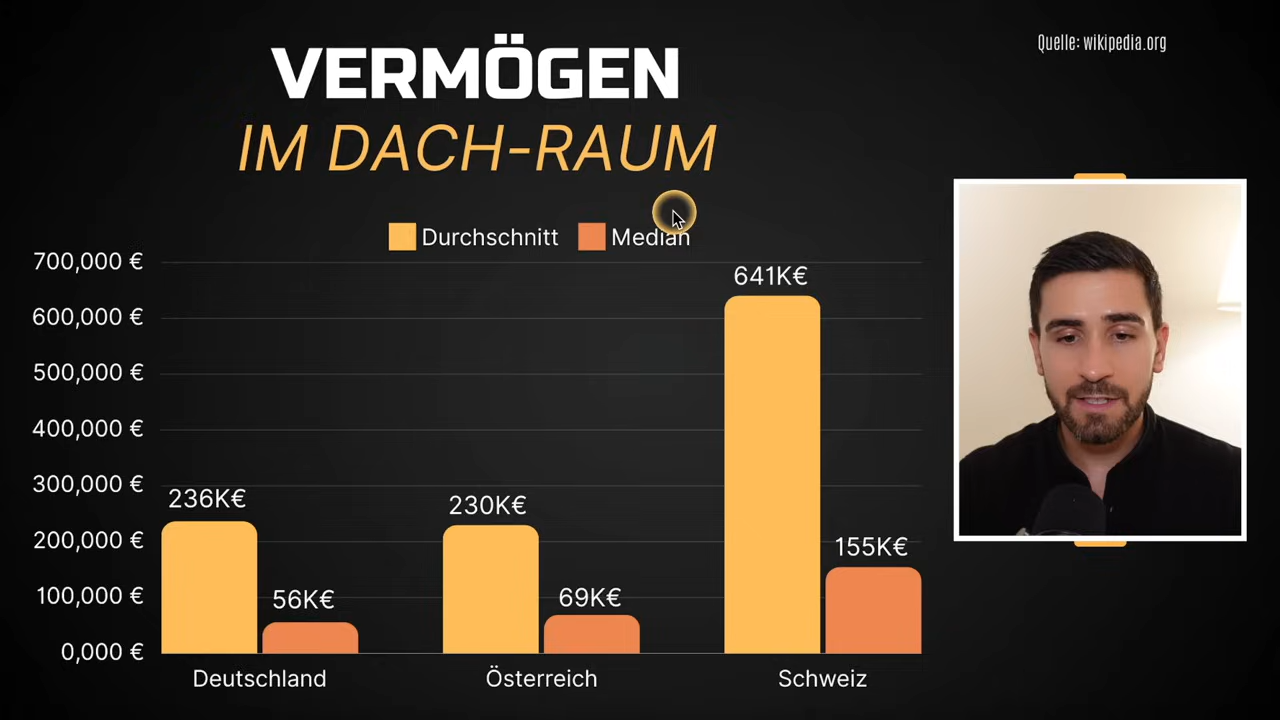 Quelle: wikipedia.org
VERMÖGEN
IM DACH-RAUM
Durchschnitt Median
700,000 €
600,000 €
500,000 €
400,000 €
300,000 €
200,000 €
100,000 €
0,000 €
236K€
56K€
230K€
69K€
641K€
155K€
Deutschland Österreich Schweiz